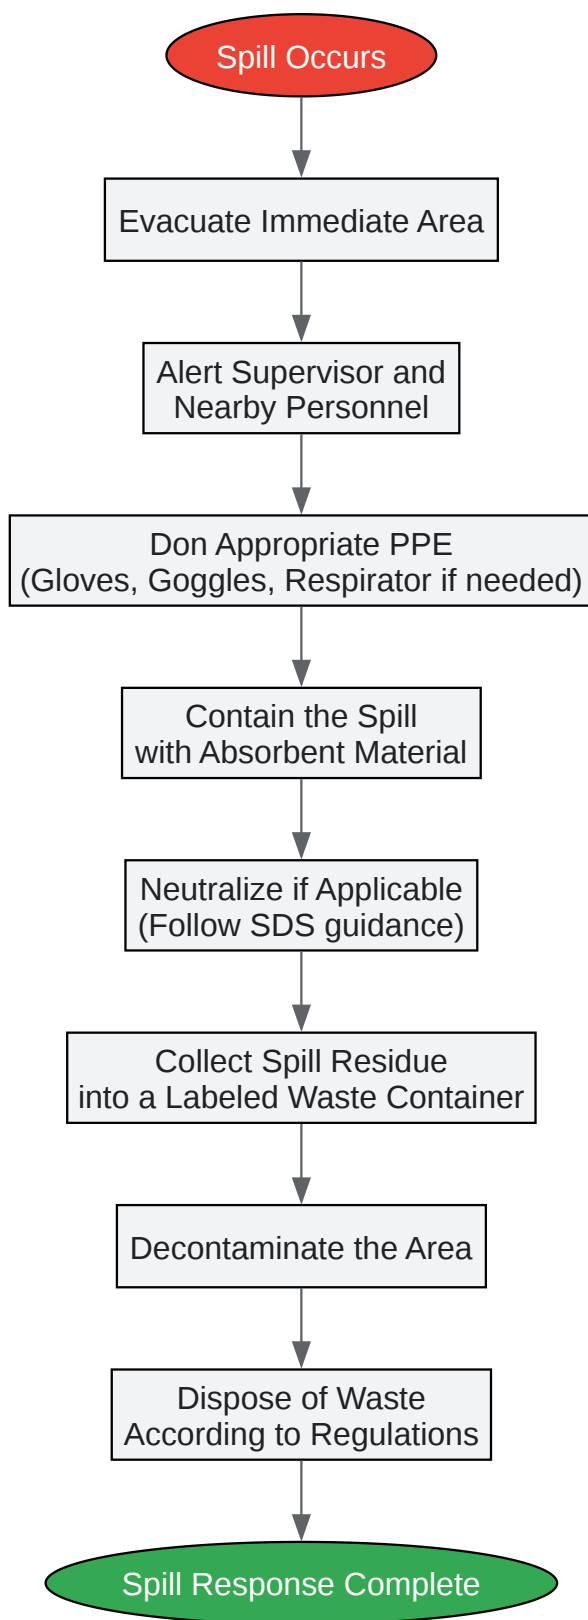 Spill Occurs
Evacuate Immediate Area
Alert Supervisor and
Nearby Personnel
Don Appropriate PPE
(Gloves, Goggles, Respirator if needed)
Contain the Spill
with Absorbent Material
Neutralize if Applicable
(Follow SDS guidance)
Collect Spill Residue
into a Labeled Waste Container
Decontaminate the Area
Dispose of Waste
According to Regulations
Spill Response Complete